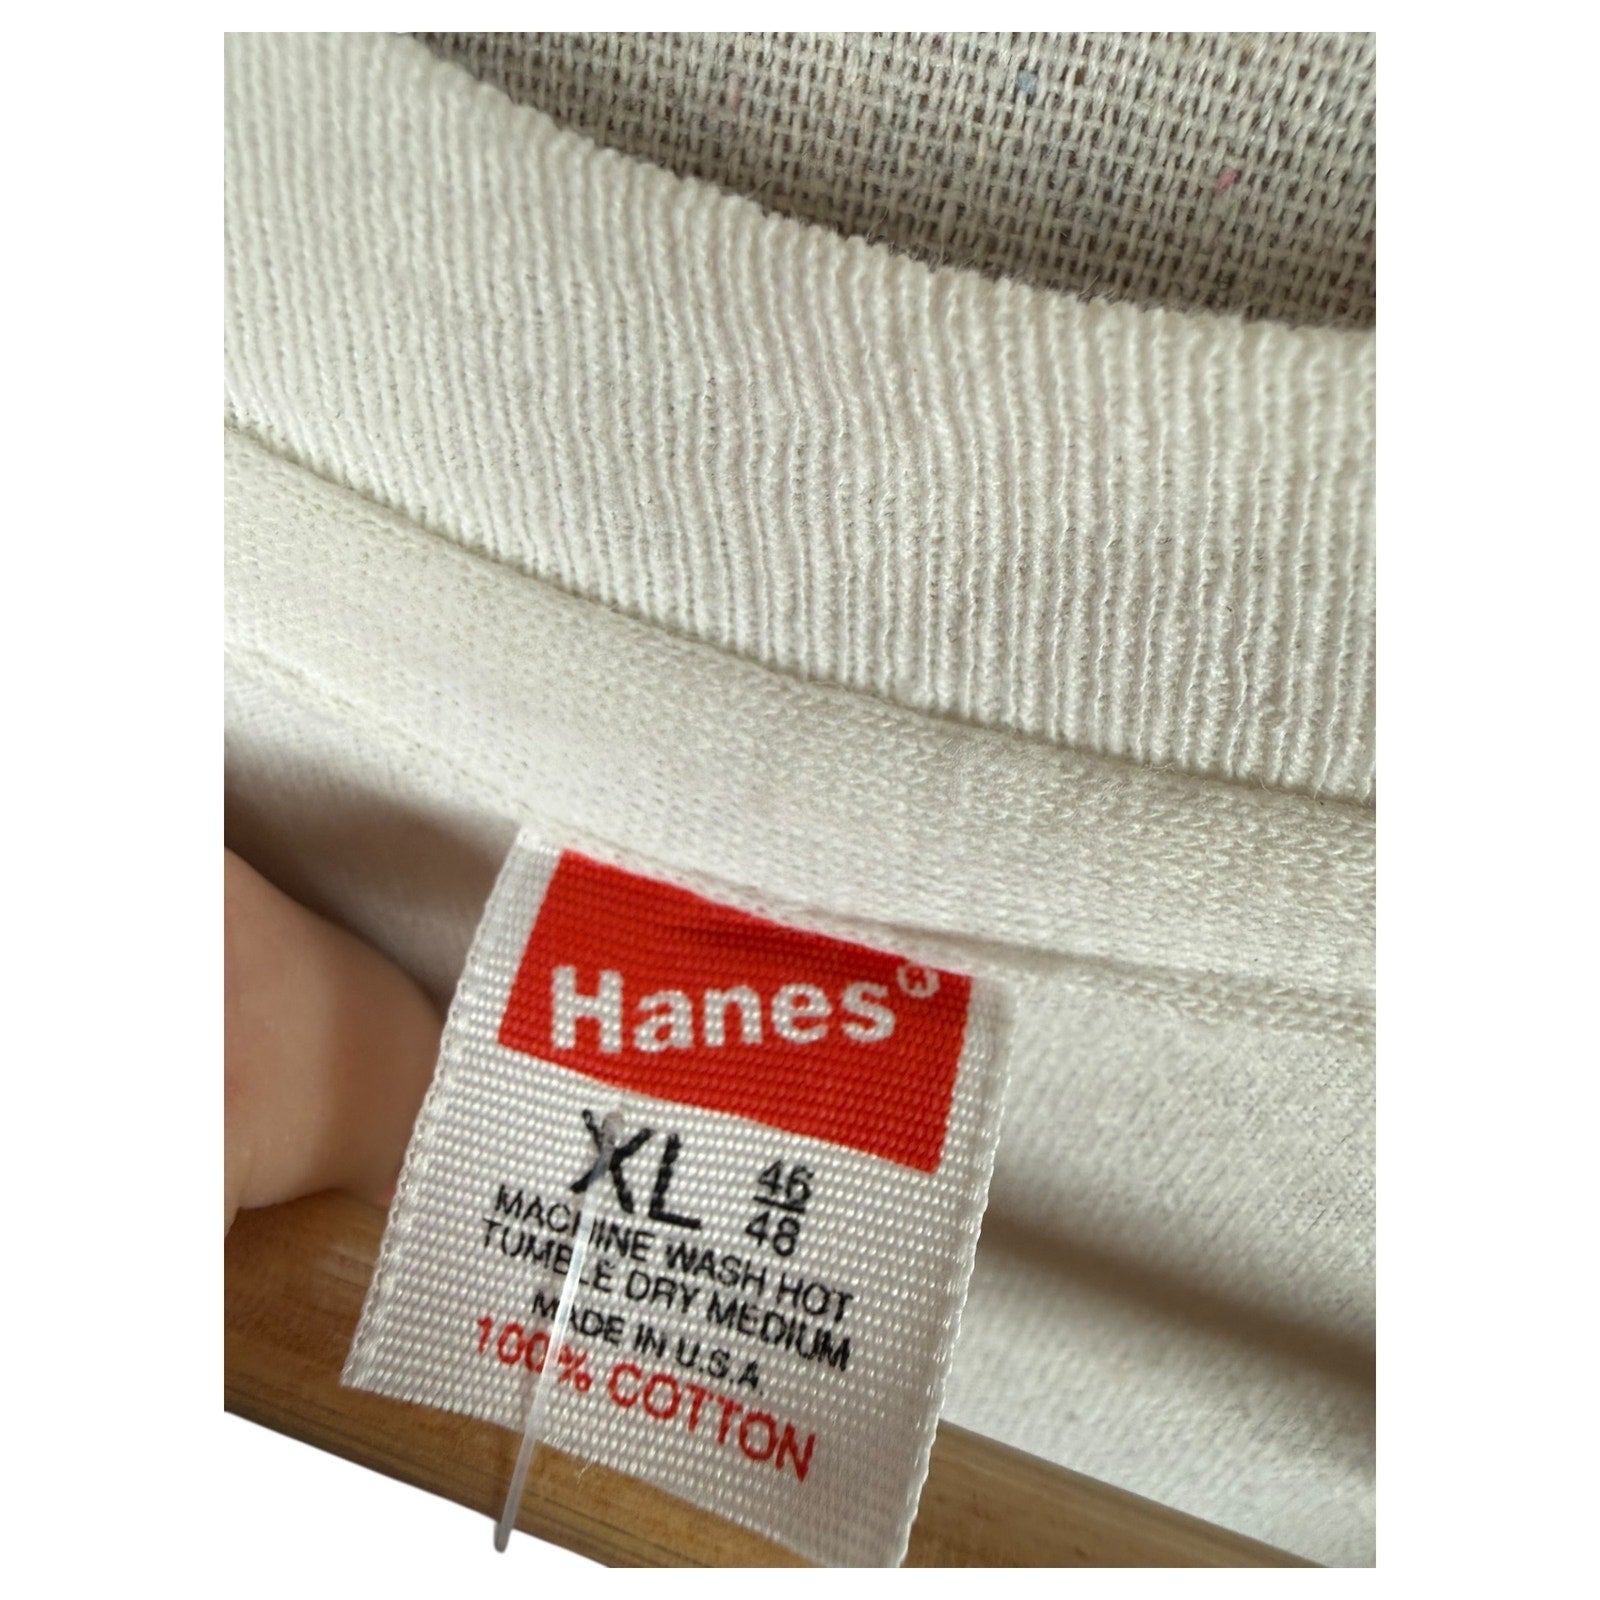 Hanes®
XL 46/48
MACHINE WASH HOT
TUMBLE DRY MEDIUM
MADE IN U.S.A.
100% COTTON